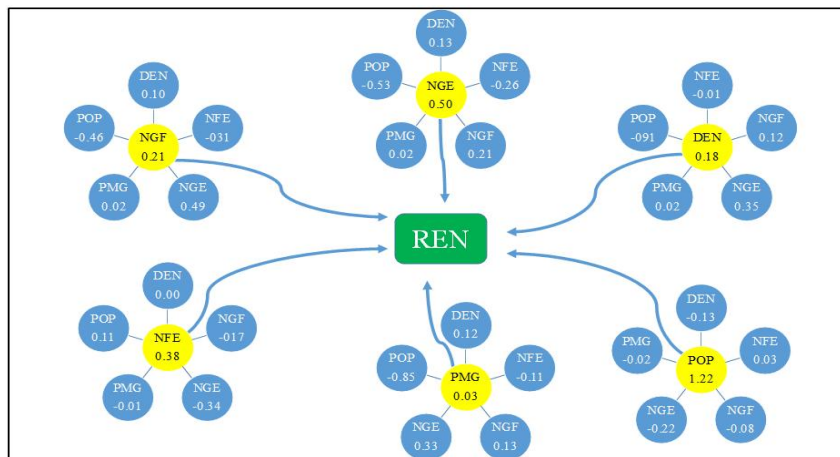 DEN
0.10
POP
-0.46
NFE
-031
NGF
0.21
PMG
0.02
NGE
0.49
DEN
0.13
POP
-0.53
NFE
-0.26
NGE
0.50
PMG
0.02
NGF
0.21
NFE
-0.01
POP
-091
NGF
0.12
DEN
0.18
PMG
0.02
NGE
0.35
REN
DEN
0.00
POP
0.11
NGF
-017
NFE
0.38
PMG
-0.01
NGE
-0.34
DEN
0.12
POP
-0.85
NFE
-0.11
PMG
0.03
NGE
0.33
NGF
0.13
DEN
-0.13
PMG
-0.02
NFE
0.03
POP
1.22
NGE
-0.22
NGF
-0.08